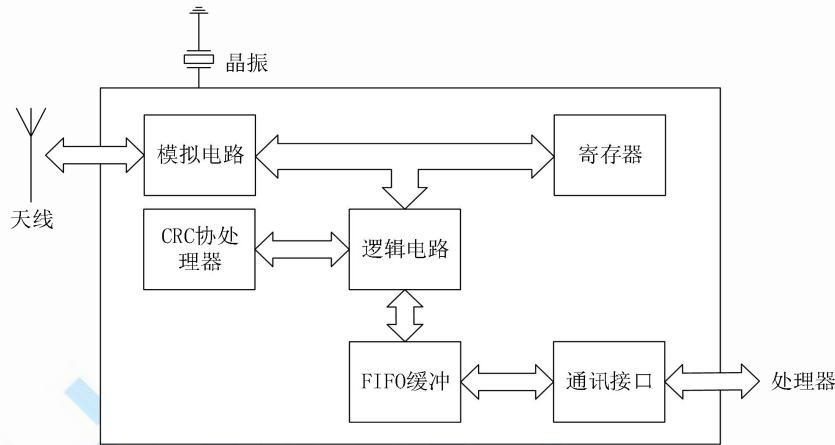 晶振
模拟电路
寄存器
天线
CRC协处
理器
逻辑电路
FIFO缓冲
通讯接口
处理器